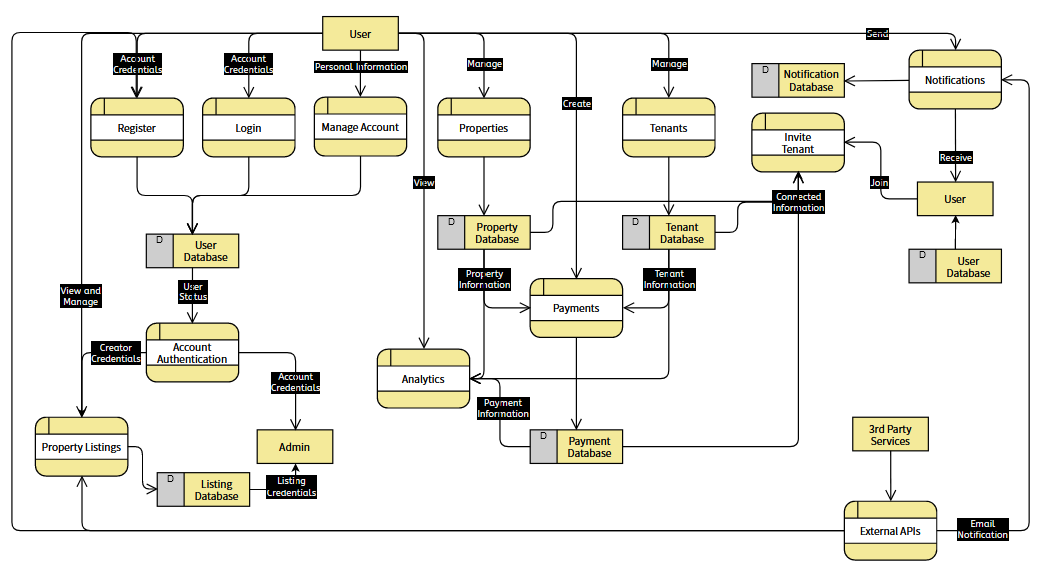 User
Send
Account
Credentials
Account
Credentials
Personal Information
Manage
Manage
D
Notification
Database
Notifications
Create
Register
Login
Manage Account
Properties
Tenants
Invite
Tenant
Receive
View
Join
Connected
Information
User
D
Property
Database
D
Tenant
Database
D
User
Database
D
User
Database
Property
Information
Tenant
Information
View and
Manage
User
Status
Payments
Creator
Credentials
Account
Authentication
Account
Credentials
Analytics
Payment
Information
D
Payment
Database
3rd Party
Services
Property Listings
Admin
D
Listing
Database
Listing
Credentials
External APIs
Email
Notification